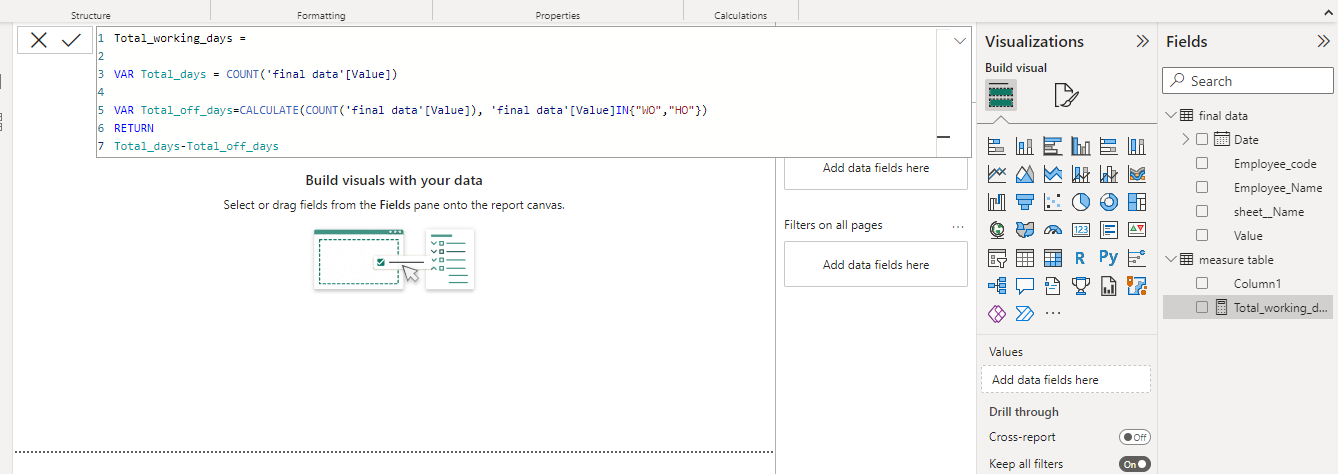 Structure
Formatting
Properties
Calculations
1 Total_working_days =
2
3 VAR Total_days = COUNT('final data'[Value])
4
5 VAR Total_off_days=CALCULATE(COUNT('final data'[Value]), 'final data'[Value]IN{"WO","HO"})
6 RETURN
7 Total_days-Total_off_days
Build visuals with your data
Select or drag fields from the Fields pane onto the report canvas.
Add data fields here
Filters on all pages ...
Add data fields here
Visualizations
Build visual
123
R
Py
...
Values
Add data fields here
Drill through
Cross-report Off
Keep all filters On
Fields
Search
final data
Date
Employee_code
Employee_Name
sheet__Name
Value
measure table
Column1
Total_working_d...